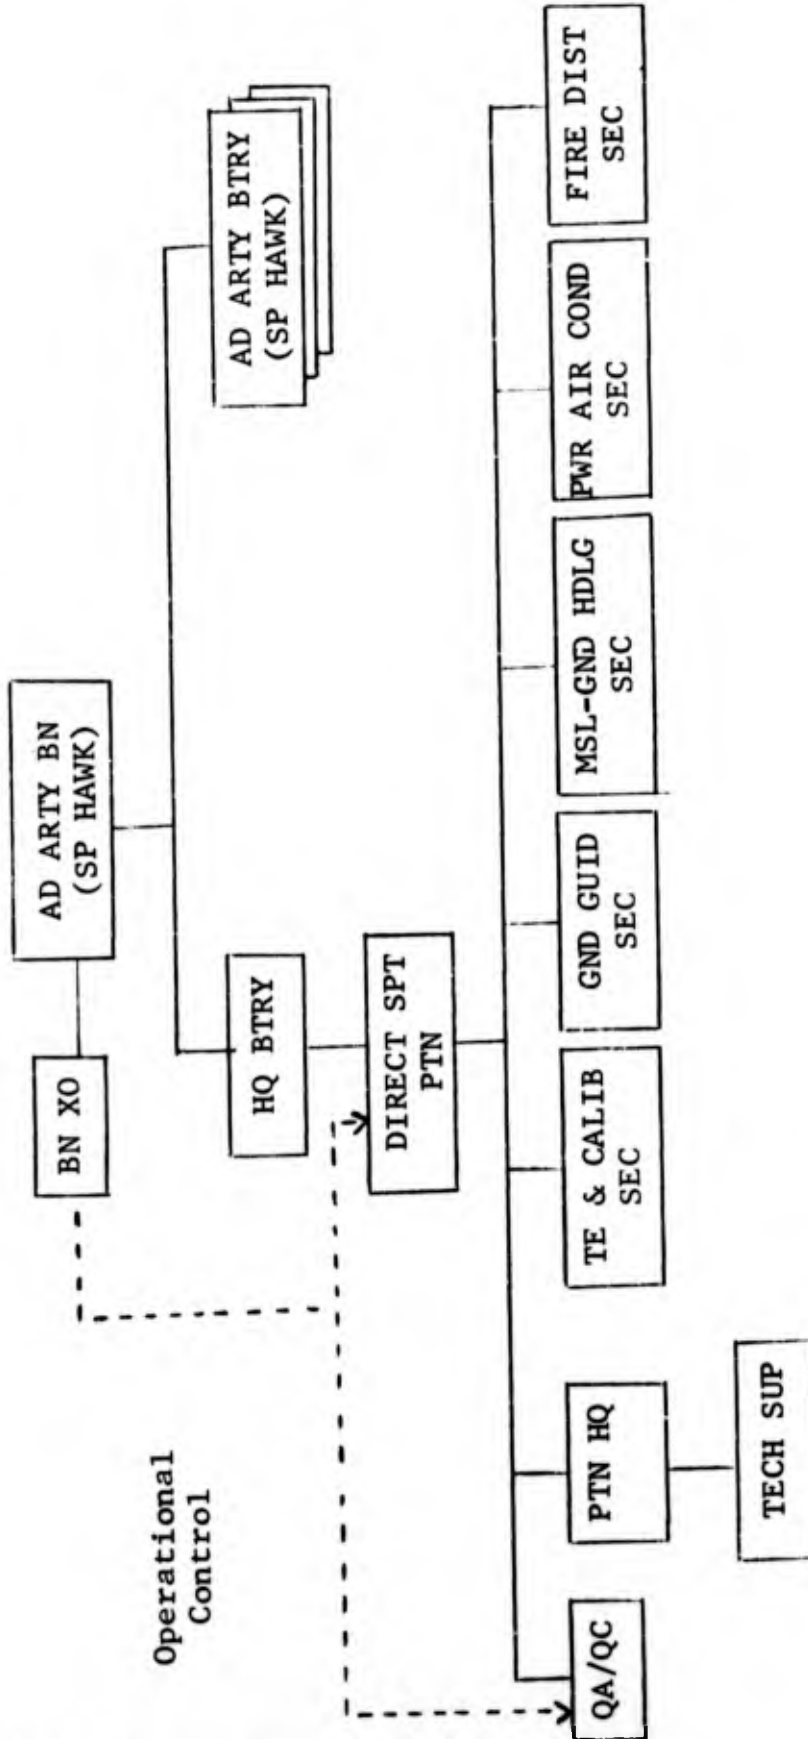 AD ARTY BN
(SP HAWK)
BN XO
Operational
Control
HQ BTRY
AD ARTY BTRY
(SP HAWK)
DIRECT SPT
PTN
QA/QC
PTN HQ
TE & CALIB
SEC
GND GUID
SEC
MSL-GND HDLG
SEC
PWR AIR COND
SEC
FIRE DIST
SEC
TECH SUP